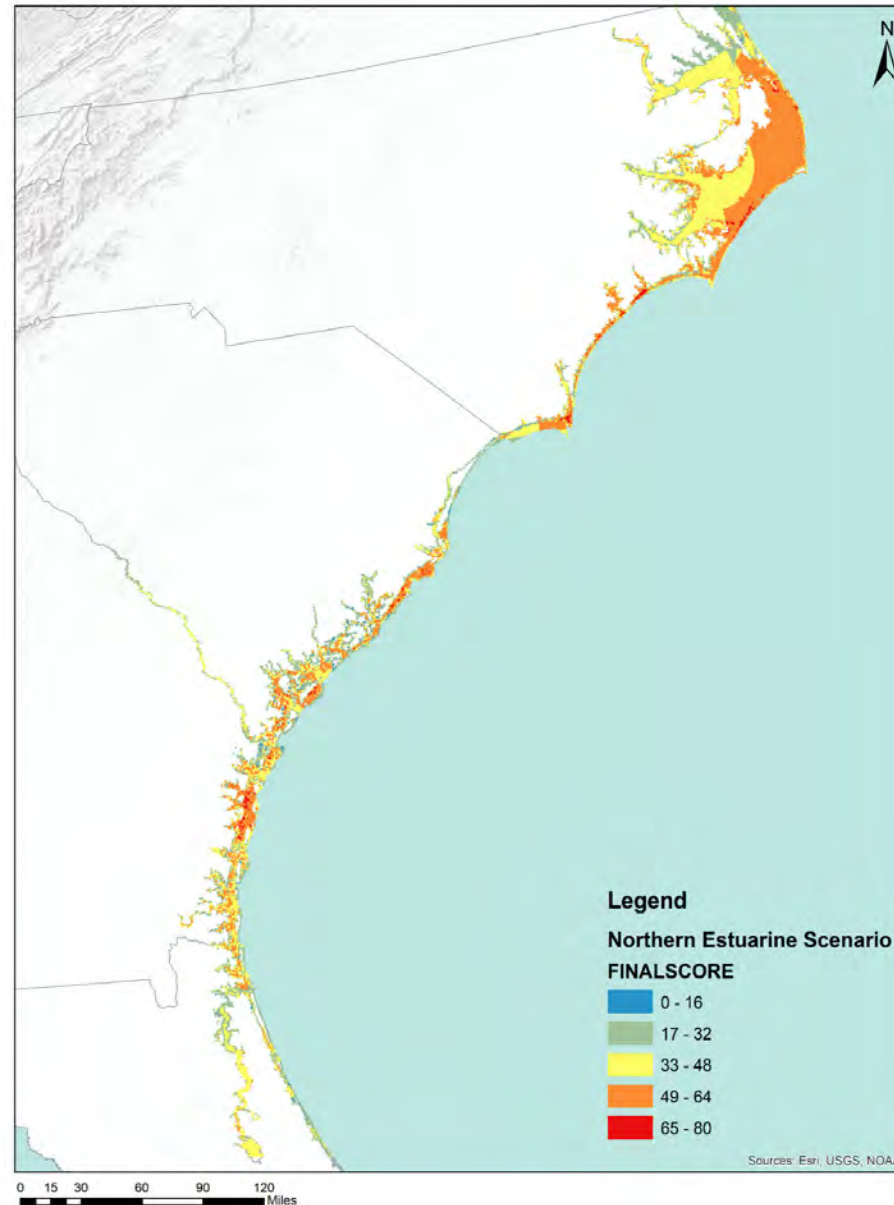 N
Legend
Northern Estuarine Scenario
FINALSCORE
0 - 16
17 - 32
33 - 48
49 - 64
65 - 80
Sources: Esri, USGS, NOAA
0 15 30 60 90 120
Miles